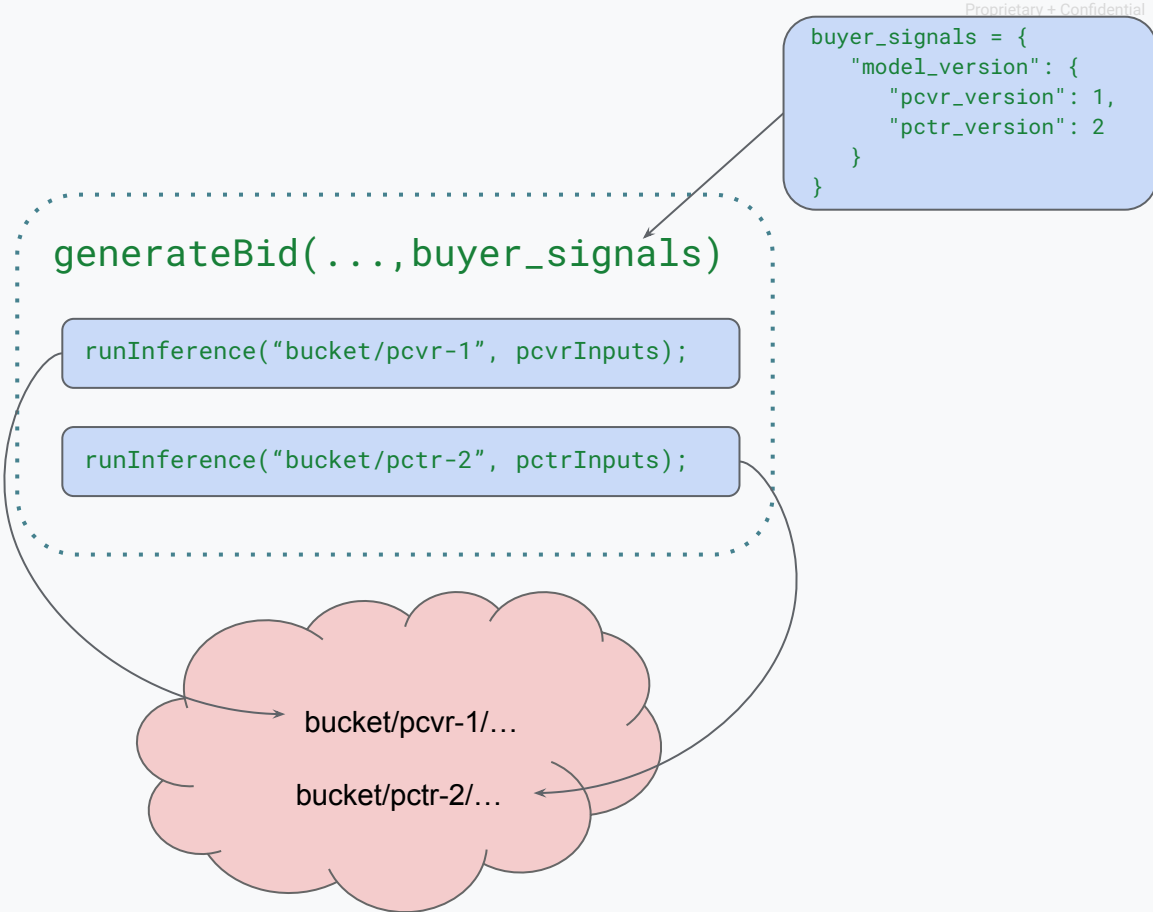 Proprietary + Confidential
buyer_signals = {
"model_version": {
"pcvr_version": 1,
"pctr_version": 2
}
}
generateBid(...,buyer_signals)
runInference(“bucket/pcvr-1”, pcvrInputs);
runInference(“bucket/pctr-2”, pctrInputs);
bucket/pcvr-1/…
bucket/pctr-2/…